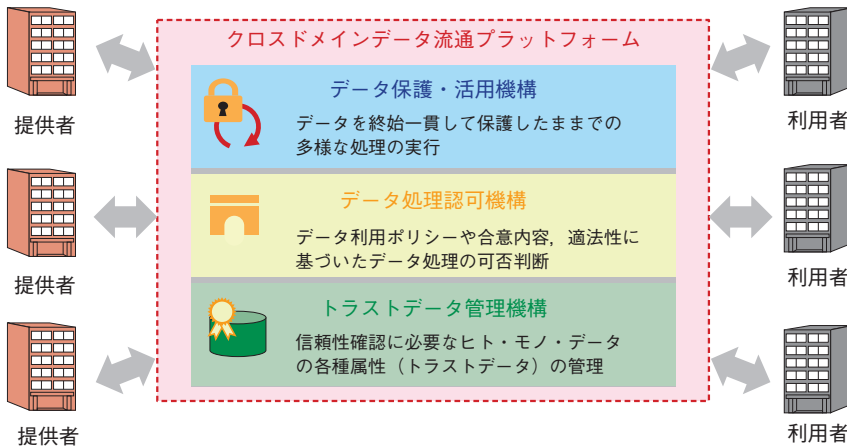 クロスドメインデータ流通プラットフォーム
データ保護・活用機構
データを終始一貫して保護したままでの
多様な処理の実行
提供者
利用者
データ処理認可機構
データ利用ポリシーや合意内容，適法性に
基づいたデータ処理の可否判断
提供者
利用者
トラストデータ管理機構
信頼性確認に必要なヒト・モノ・データ
の各種属性（トラストデータ）の管理
提供者
利用者